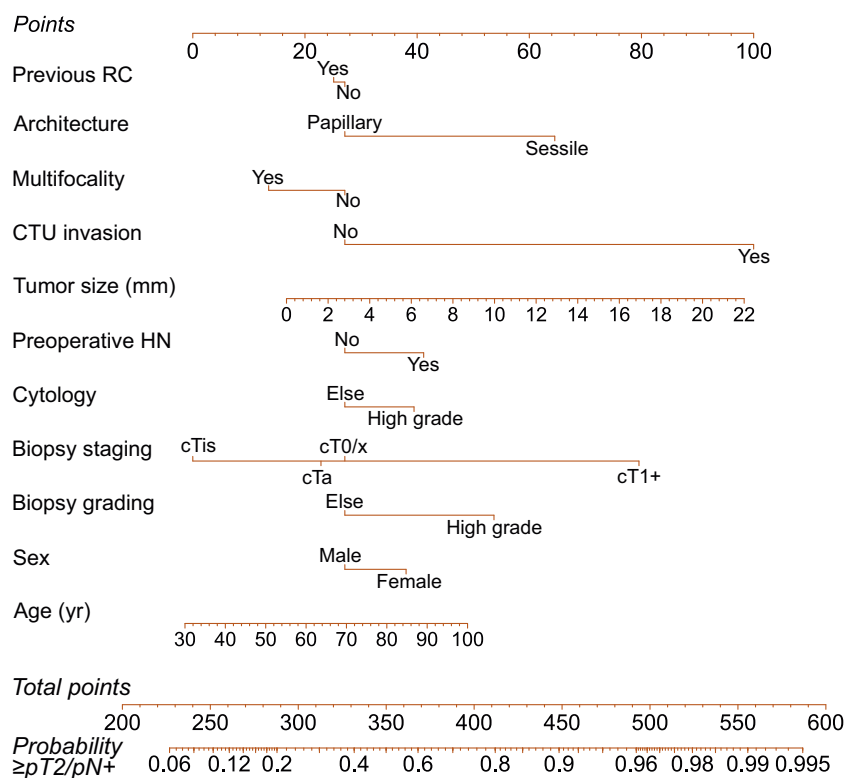 Points
0 20 40 60 80 100
Previous RC
Yes
No
Architecture
Papillary
Sessile
Multifocality
Yes
No
CTU invasion
No
Yes
Tumor size (mm)
0 2 4 6 8 10 12 14 16 18 20 22
Preoperative HN
No
Yes
Cytology
Else
High grade
Biopsy staging
cTis
cT0/x
cTa
cT1+
Biopsy grading
Else
High grade
Sex
Male
Female
Age (yr)
30 40 50 60 70 80 90 100
Total points
200 250 300 350 400 450 500 550 600
Probability
≥pT2/pN+
0.06 0.12 0.2 0.4 0.6 0.8 0.9 0.96 0.98 0.99 0.995